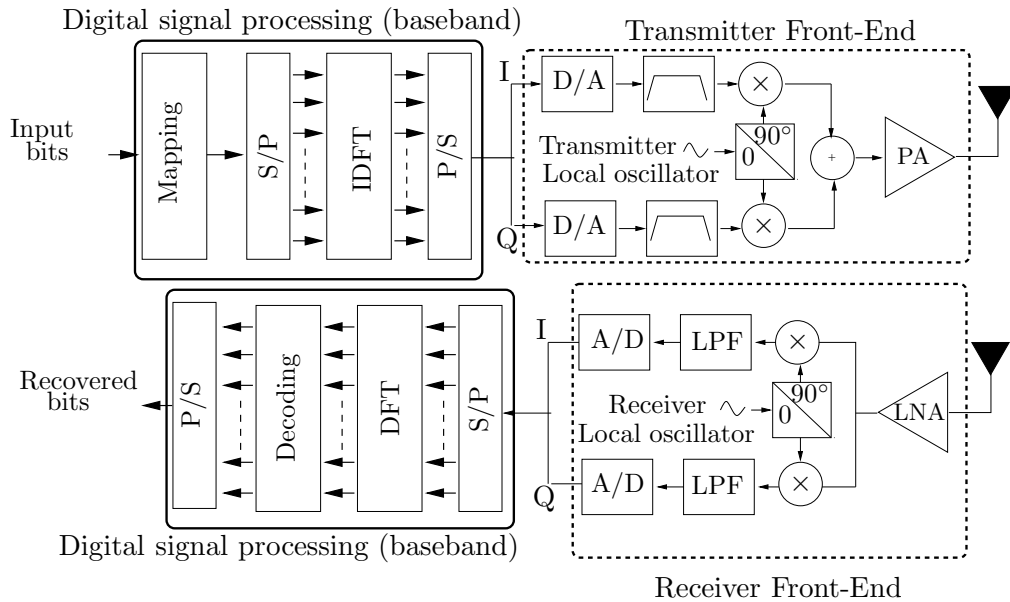 Digital signal processing (baseband)
Transmitter Front-End
Input
bits
Mapping
S/P
IDFT
P/S
I
Q
D/A
D/A
×
×
Transmitter
Local oscillator
90°
0
+
PA
I
Q
A/D
A/D
LPF
LPF
×
×
Receiver
Local oscillator
90°
0
LNA
Recovered
bits
P/S
Decoding
DFT
S/P
Digital signal processing (baseband)
Receiver Front-End